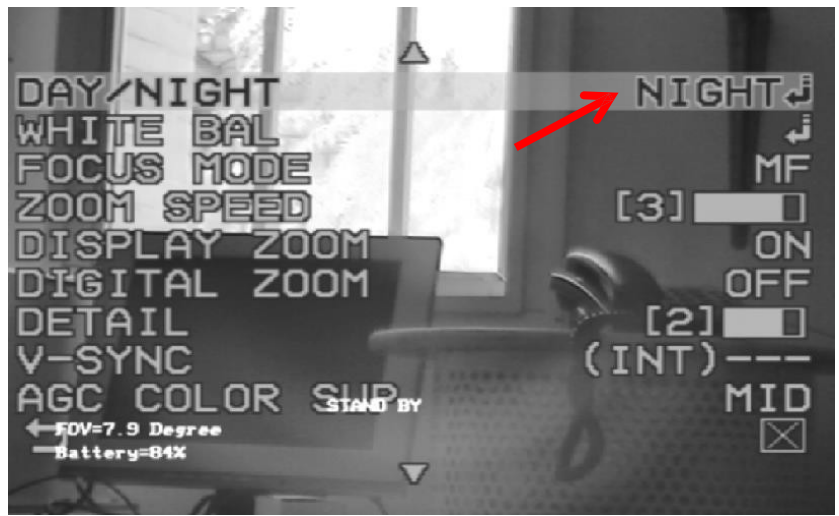 DAY/NIGHT NIGHT↲
WHITE BAL ↲
FOCUS MODE MF
ZOOM SPEED [3]
DISPLAY ZOOM ON
DIGITAL ZOOM OFF
DETAIL [2]
V-SYNC (INT)---
AGC COLOR SUP MID
STAND BY
FOV=7.9 Degree
Battery=84%